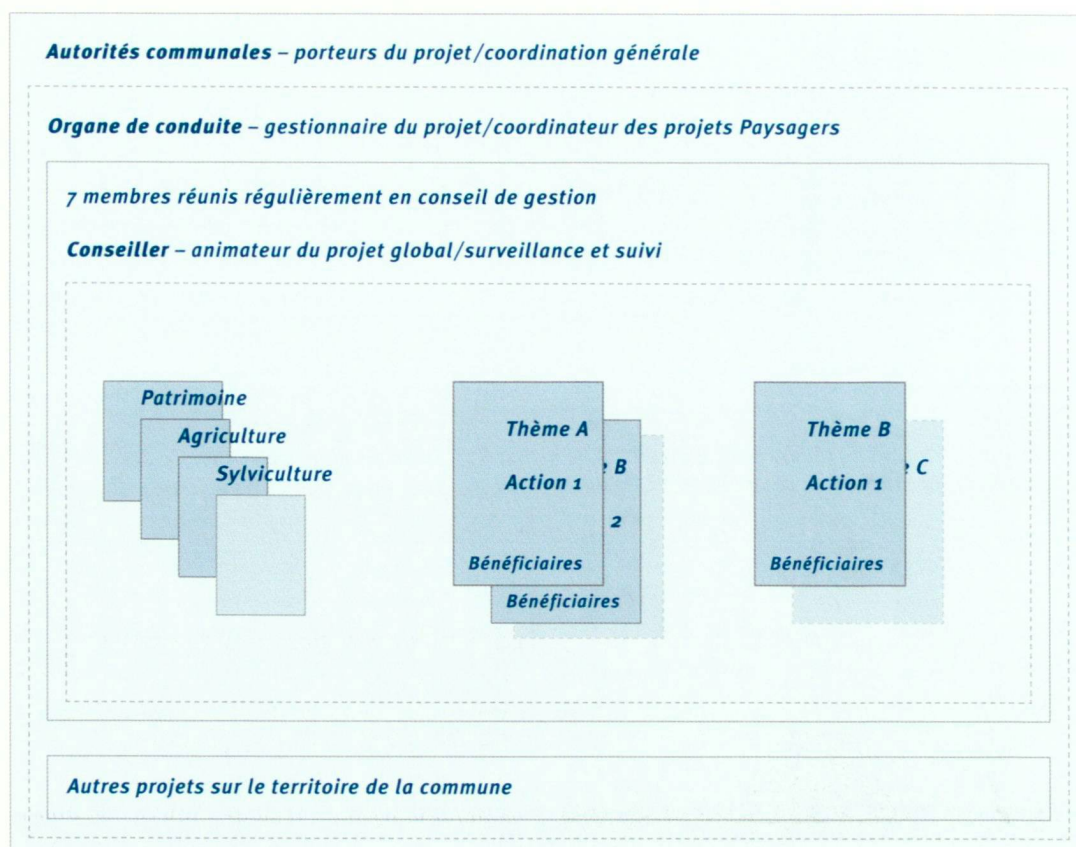 Autorités communales – porteurs du projet/coordination générale
Organe de conduite – gestionnaire du projet/coordinateur des projets Paysagers
7 membres réunis régulièrement en conseil de gestion
Conseiller – animateur du projet global/surveillance et suivi
Patrimoine
Agriculture
Sylviculture
Thème A
B
Action 1
2
Bénéficiaires
Bénéficiaires
Thème B
C
Action 1
Bénéficiaires
Autres projets sur le territoire de la commune